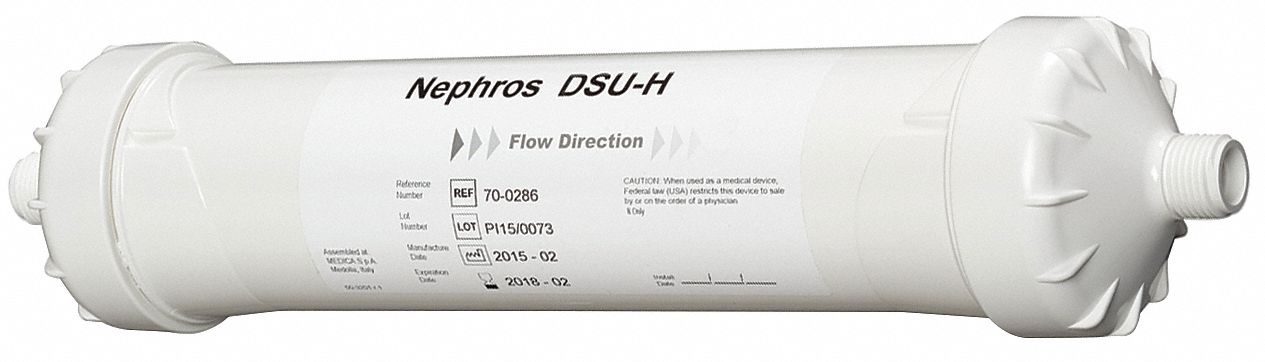 Nephros DSU-H
Flow Direction
Reference
Number
REF 70-0286
Lot
Number
LOT PI15/0073
Manufacture
Date
2015 - 02
Expiration
Date
2018 - 02
CAUTION: When used as a medical device,
Federal law (USA) restricts this device to sale
by or on the order of a physician
Only
Assembled at:
MEDICA S.p.A.
Medolla, Italy
Install
Date